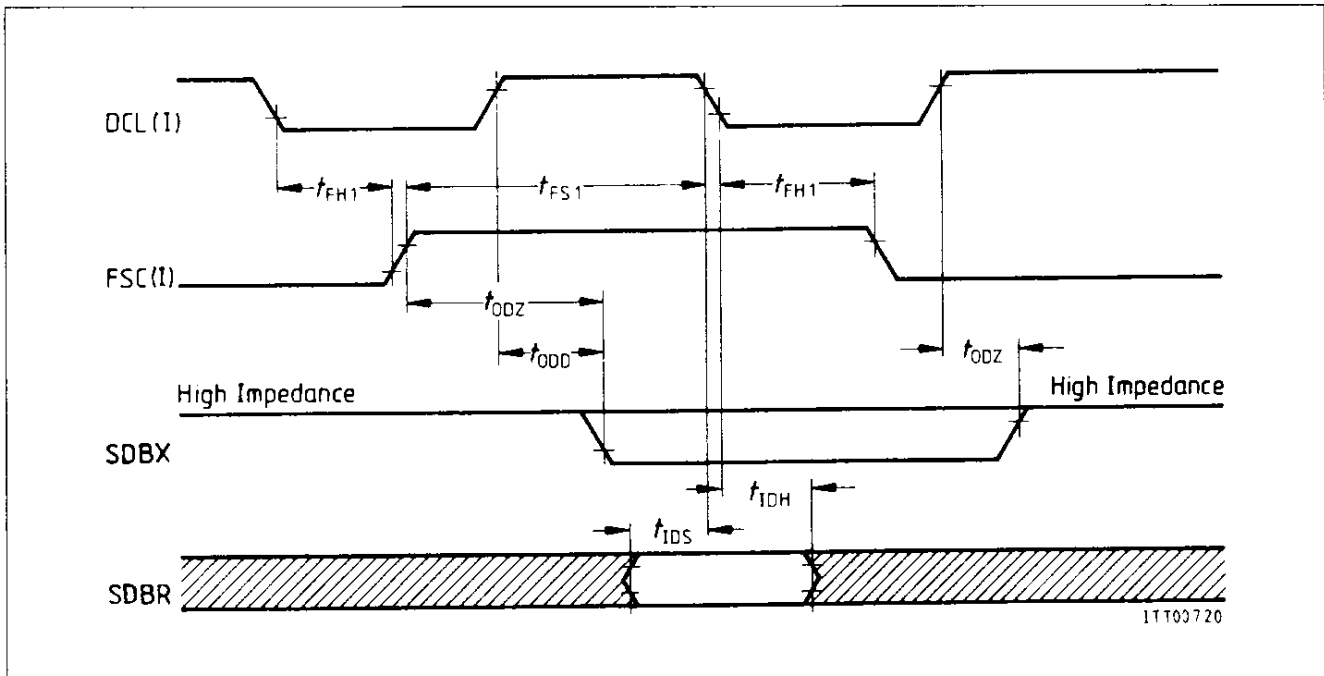 DCL(I)
tFH1
tFS1
tFH1
FSC(I)
tODZ
tODD
tODZ
High Impedance
High Impedance
SDBX
tIDH
tIDS
SDBR
ITT00720